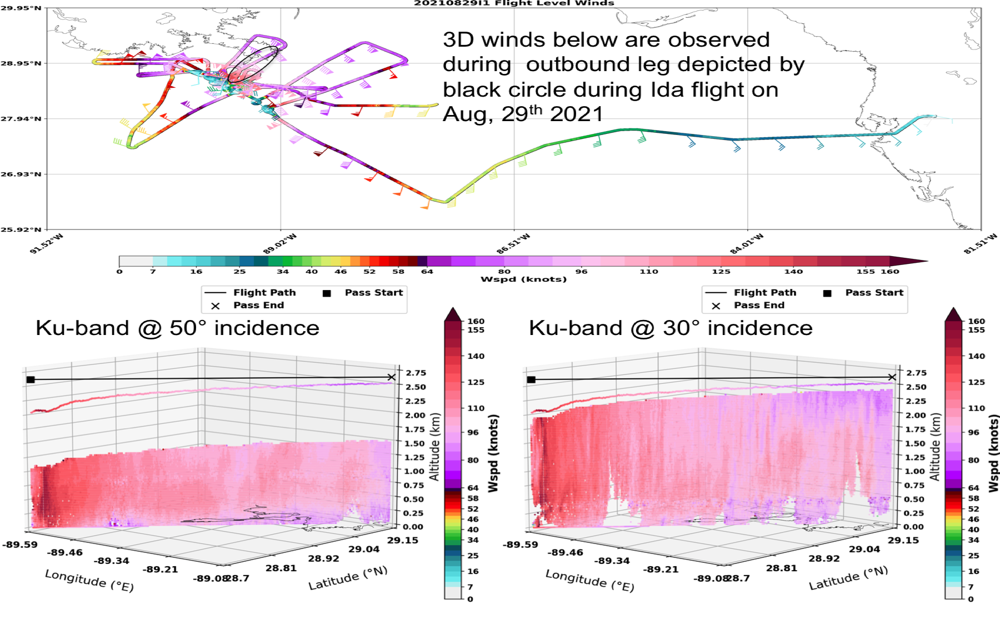 20210829I1 Flight Level Winds
29.95°N
28.95°N
27.94°N
26.93°N
25.92°N
3D winds below are observed
during outbound leg depicted by
black circle during Ida flight on
Aug, 29th 2021
91.52°W
89.02°W
86.51°W
84.01°W
81.51°W
0 7 16 25 34 40 46 52 58 64 80 96 110 125 140 155 160
Wspd (knots)
Flight Path
Pass Start
Pass End
Ku-band @ 50° incidence
2.75
2.50
2.25
2.00
1.75
1.50
1.25
1.00
0.75
0.50
0.25
0.00
Altitude (km)
-89.59
-89.46
-89.34
-89.21
-89.08
Longitude (°E)
28.7
28.81
28.92
29.04
29.15
Latitude (°N)
160
155
140
125
110
96
80
64
58
52
46
40
34
25
16
7
0
Wspd (knots)
Flight Path
Pass Start
Pass End
Ku-band @ 30° incidence
2.75
2.50
2.25
2.00
1.75
1.50
1.25
1.00
0.75
0.50
0.25
0.00
Altitude (km)
-89.59
-89.46
-89.34
-89.21
-89.08
Longitude (°E)
28.7
28.81
28.92
29.04
29.15
Latitude (°N)
160
155
140
125
110
96
80
64
58
52
46
40
34
25
16
7
0
Wspd (knots)